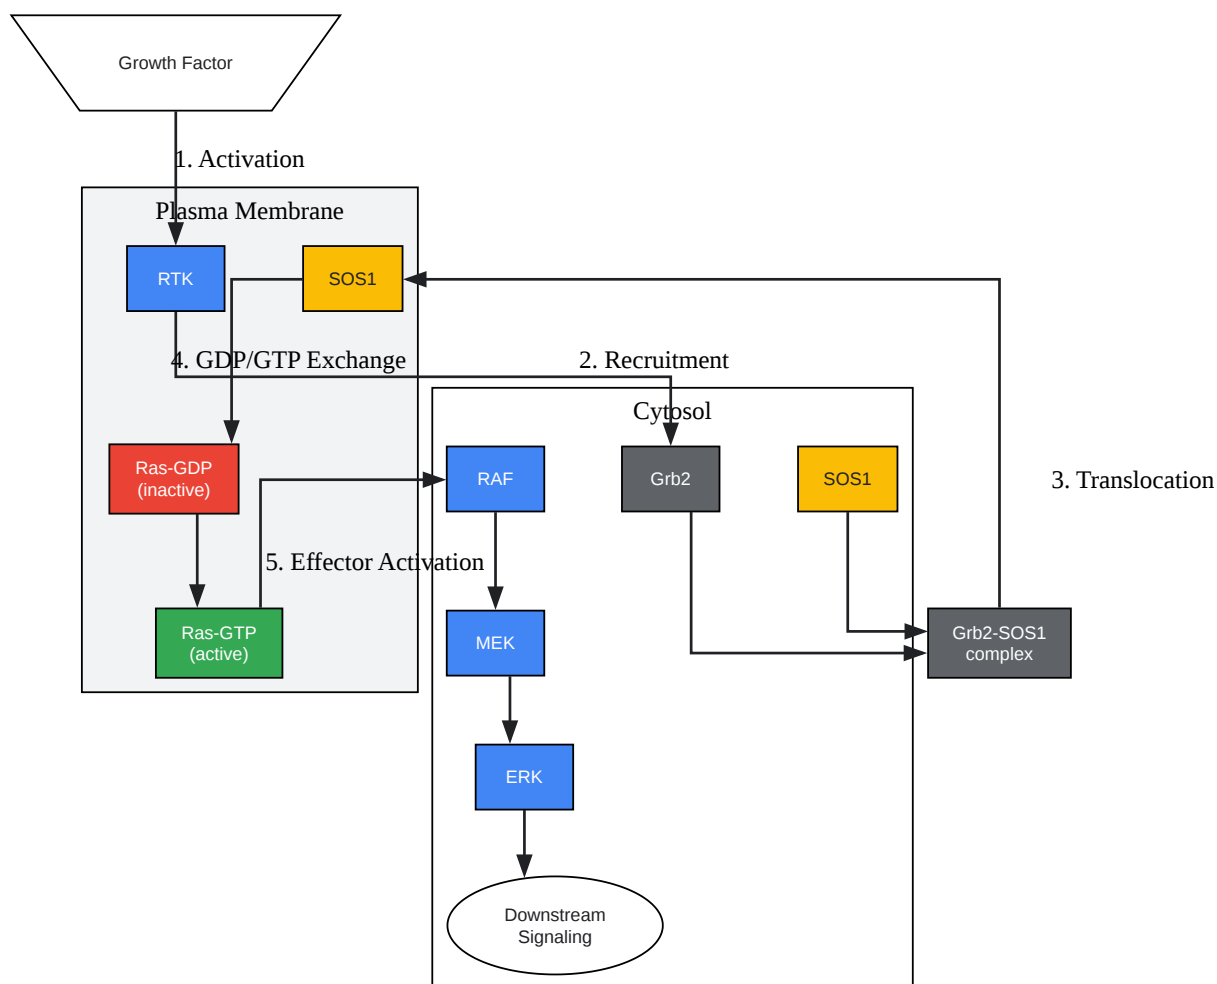 Growth Factor
1. Activation
Plasma Membrane
RTK
SOS1
4. GDP/GTP Exchange
2. Recruitment
Cytosol
Ras-GDP
(inactive)
RAF
Grb2
SOS1
3. Translocation
5. Effector Activation
Ras-GTP
(active)
MEK
Grb2-SOS1
complex
ERK
Downstream
Signaling